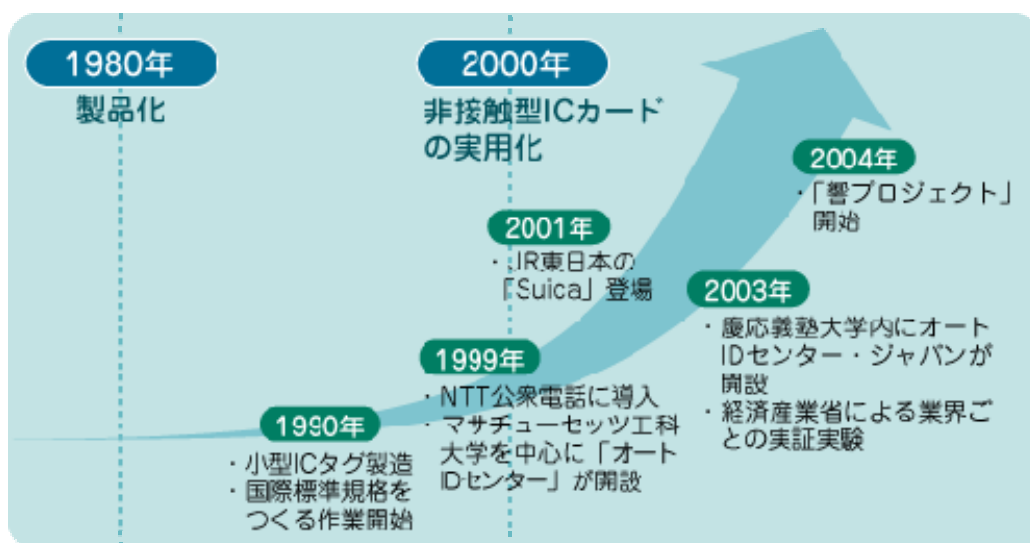 1980年
製品化
2000年
非接触型ICカード
の実用化
2004年
・「響プロジェクト」
開始
2001年
・JR東日本の
「Suica」登場
2003年
・慶応義塾大学内にオート
IDセンター・ジャパンが
開設
・経済産業省による業界ご
との実証実験
1999年
・NTT公衆電話に導入
・マサチューセッツ工科
大学を中心に「オート
IDセンター」が開設
1990年
・小型ICタグ製造
・国際標準規格を
つくる作業開始